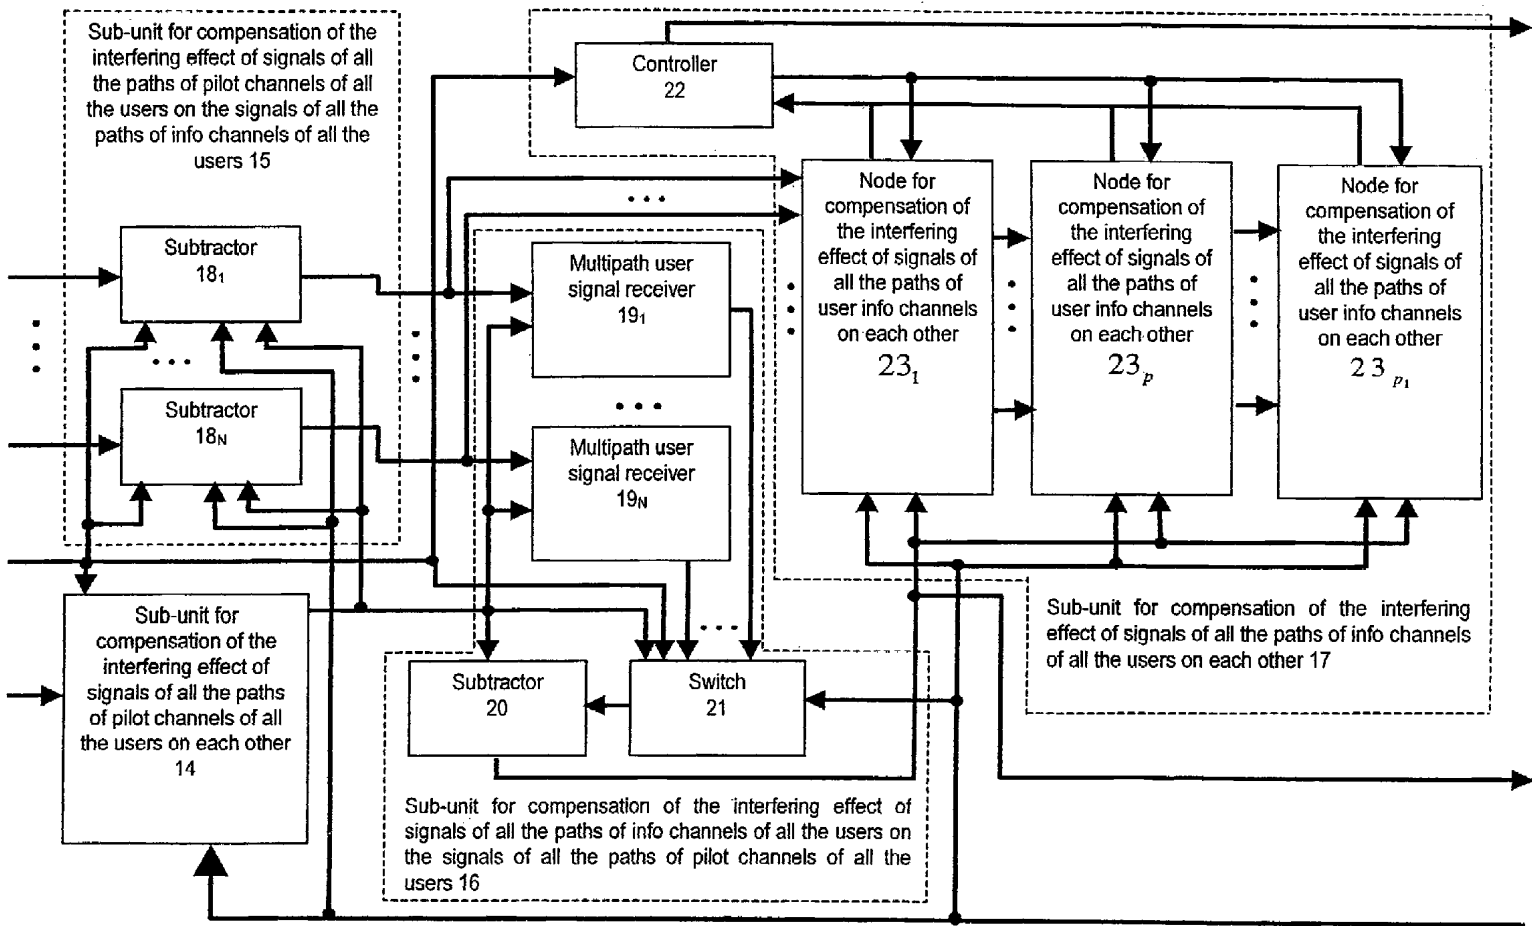 Sub-unit for compensation of the
interfering effect of signals of all
the paths of pilot channels of all
the users on the signals of all the
paths of info channels of all the
users 15
Controller
22
Subtractor
18₁
Subtractor
18N
Multipath user
signal receiver
19₁
Multipath user
signal receiver
19N
Node for
compensation of
the interfering
effect of signals of
all the paths of
user info channels
on each other
23₁
Node for
compensation of
the interfering
effect of signals of
all the paths of
user info channels
on each other
23p
Node for
compensation of
the interfering
effect of signals of
all the paths of
user info channels
on each other
23p₁
Sub-unit for
compensation of the
interfering effect of
signals of all the paths
of pilot channels of all
the users on each other
14
Subtractor
20
Switch
21
Sub-unit for compensation of the interfering
effect of signals of all the paths of info channels
of all the users on each other 17
Sub-unit for compensation of the interfering effect of
signals of all the paths of info channels of all the users on
the signals of all the paths of pilot channels of all the
users 16